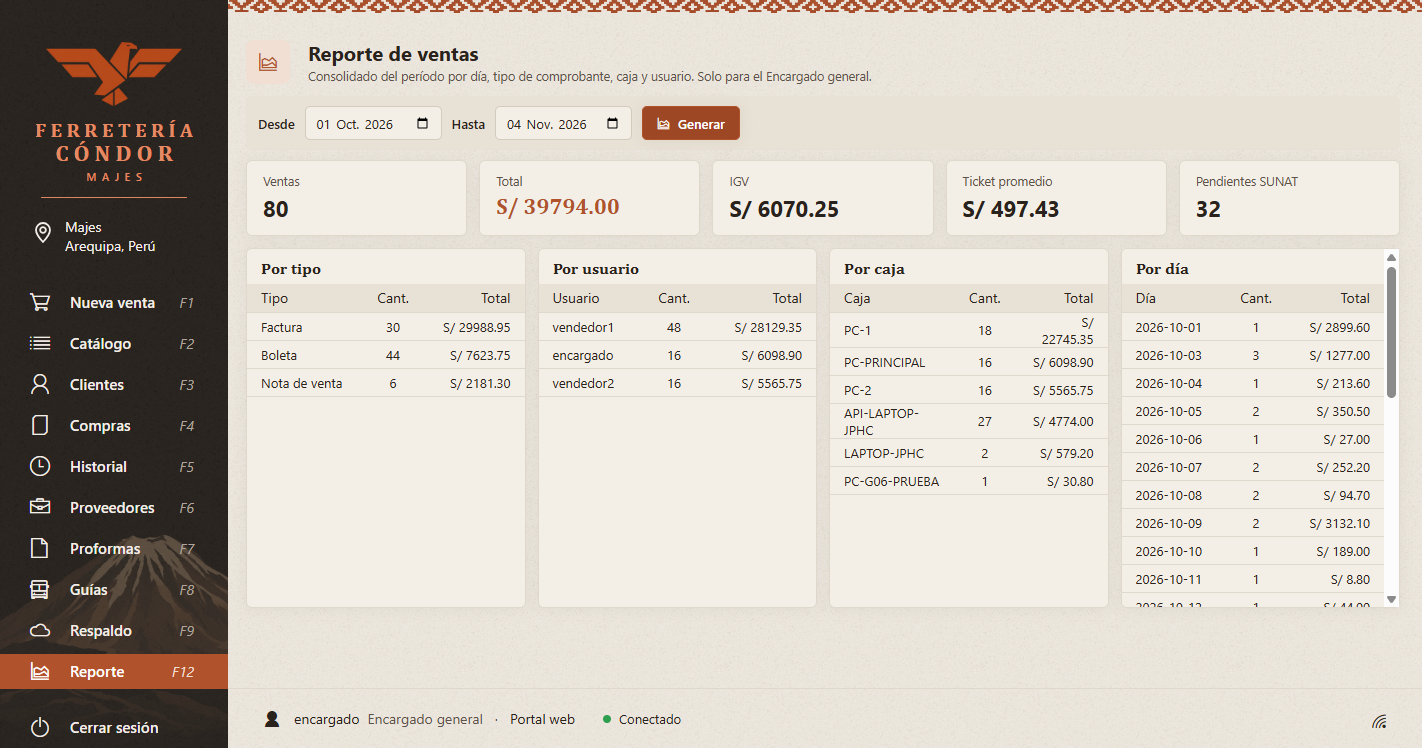 FERRETERÍA
CÓNDOR
MAJES
Majes
Arequipa, Perú
Nueva venta F1
Catálogo F2
Clientes F3
Compras F4
Historial F5
Proveedores F6
Proformas F7
Guías F8
Respaldo F9
Reporte F12
Cerrar sesión
Reporte de ventas
Consolidado del período por día, tipo de comprobante, caja y usuario. Solo para el Encargado general.
Desde 01 Oct. 2026 Hasta 04 Nov. 2026 Generar
Ventas
80
Total
S/ 39794.00
IGV
S/ 6070.25
Ticket promedio
S/ 497.43
Pendientes SUNAT
32
Por tipo
Tipo Cant. Total
Factura 30 S/ 29988.95
Boleta 44 S/ 7623.75
Nota de venta 6 S/ 2181.30
Por usuario
Usuario Cant. Total
vendedor1 48 S/ 28129.35
encargado 16 S/ 6098.90
vendedor2 16 S/ 5565.75
Por caja
Caja Cant. Total
PC-1 18 S/
22745.35
PC-PRINCIPAL 16 S/ 6098.90
PC-2 16 S/ 5565.75
API-LAPTOP-
JPHC 27 S/ 4774.00
LAPTOP-JPHC 2 S/ 579.20
PC-G06-PRUEBA 1 S/ 30.80
Por día
Día Cant. Total
2026-10-01 1 S/ 2899.60
2026-10-03 3 S/ 1277.00
2026-10-04 1 S/ 213.60
2026-10-05 2 S/ 350.50
2026-10-06 1 S/ 27.00
2026-10-07 2 S/ 252.20
2026-10-08 2 S/ 94.70
2026-10-09 2 S/ 3132.10
2026-10-10 1 S/ 189.00
2026-10-11 1 S/ 8.80
encargado Encargado general · Portal web Conectado